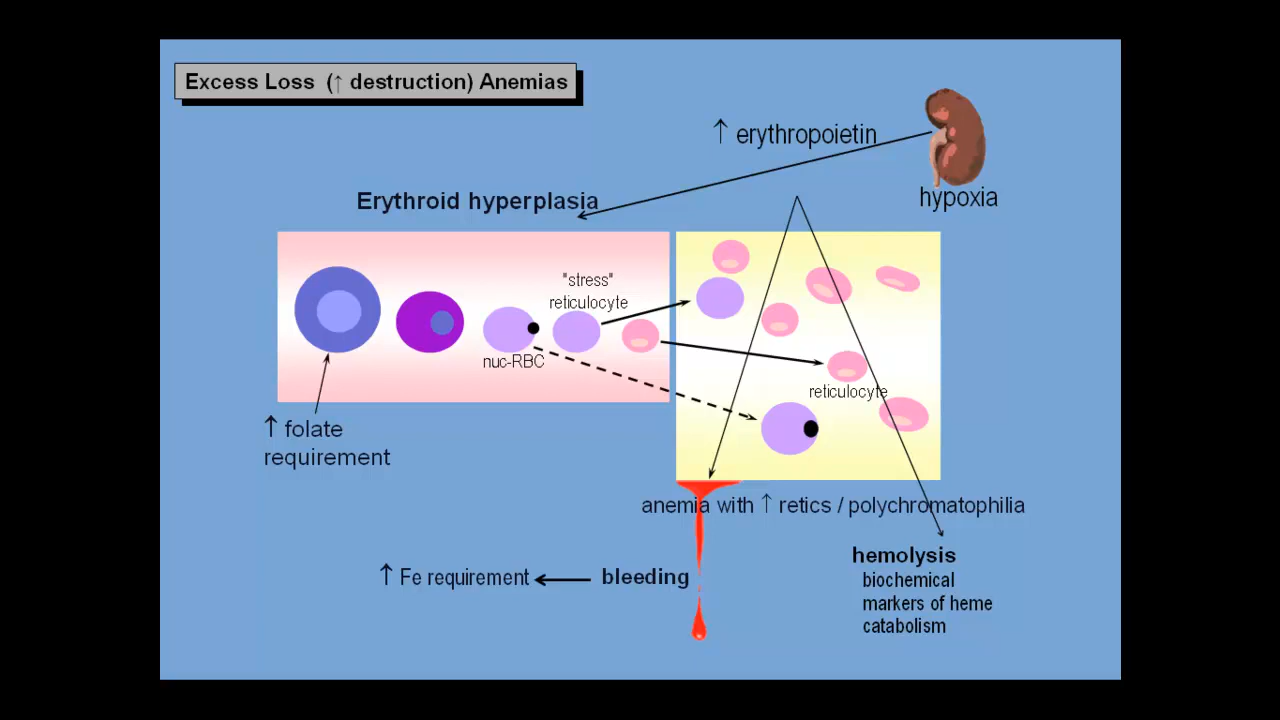 Excess Loss (↑ destruction) Anemias
↑ erythropoietin
hypoxia
Erythroid hyperplasia
"stress"
reticulocyte
nuc-RBC
reticulocyte
↑ folate
requirement
anemia with ↑ retics / polychromatophilia
↑ Fe requirement
bleeding
hemolysis
biochemical
markers of heme
catabolism